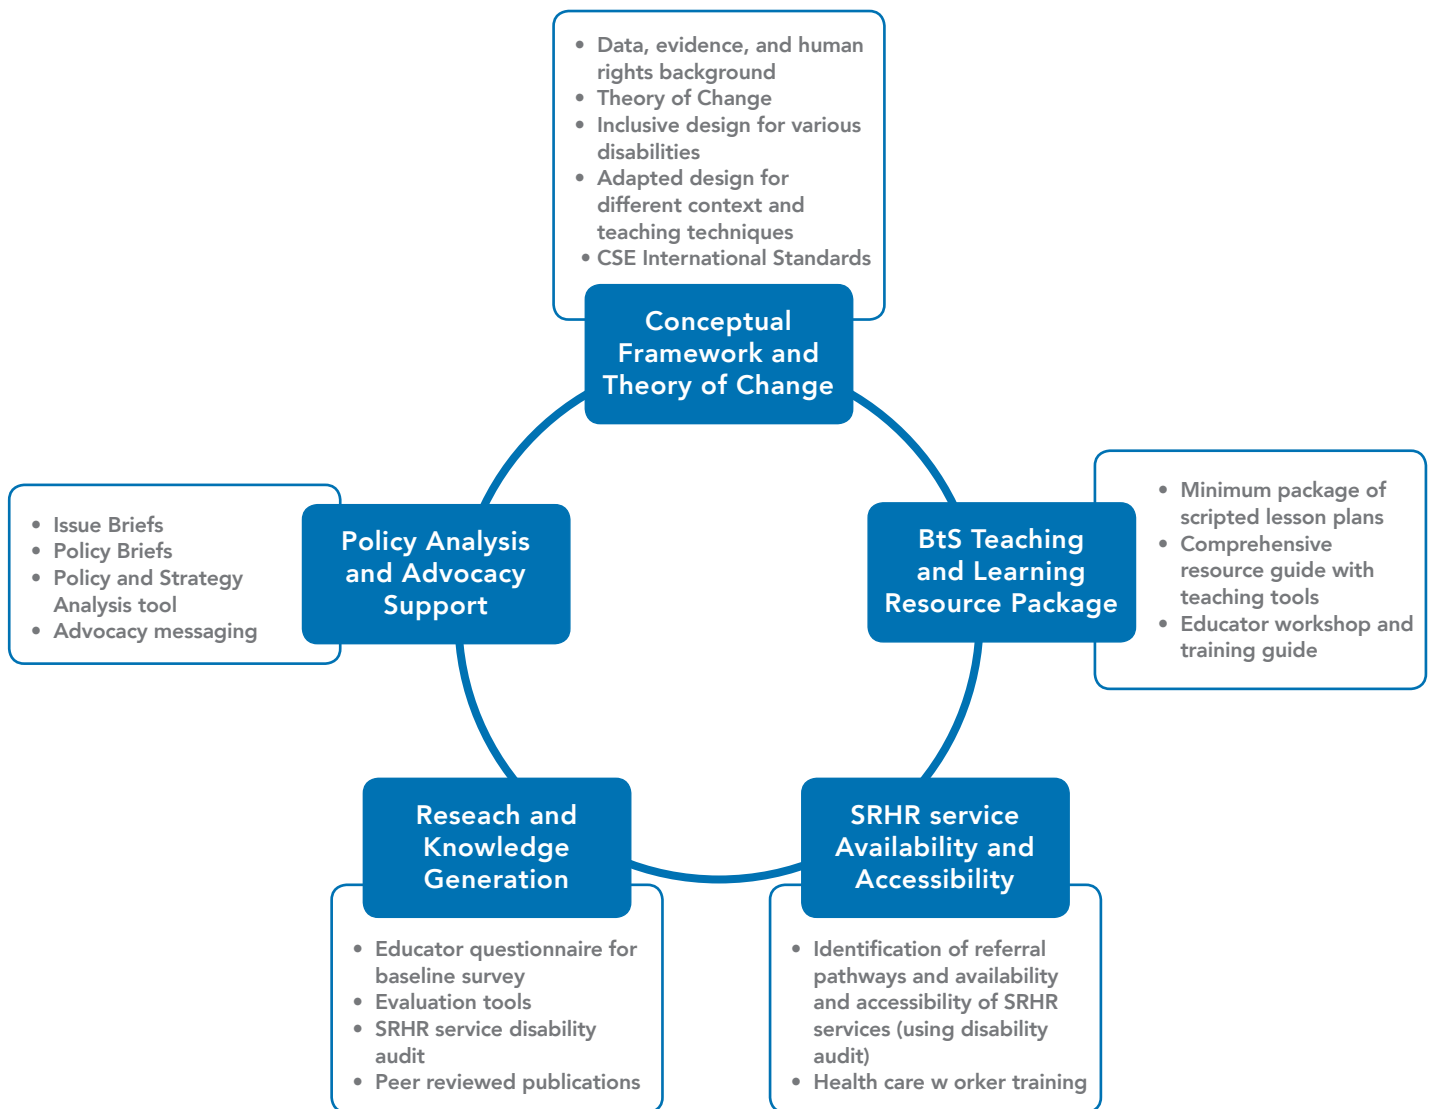 • Data, evidence, and human
rights background
• Theory of Change
• Inclusive design for various
disabilities
• Adapted design for
different context and
teaching techniques
• CSE International Standards
Conceptual
Framework and
Theory of Change
• Minimum package of
scripted lesson plans
• Comprehensive
resource guide with
teaching tools
• Educator workshop and
training guide
BtS Teaching
and Learning
Resource Package
• Issue Briefs
• Policy Briefs
• Policy and Strategy
Analysis tool
• Advocacy messaging
Policy Analysis
and Advocacy
Support
Reseach and
Knowledge
Generation
• Educator questionnaire for
baseline survey
• Evaluation tools
• SRHR service disability
audit
• Peer reviewed publications
SRHR service
Availability and
Accessibility
• Identification of referral
pathways and availability
and accessibility of SRHR
services (using disability
audit)
• Health care w orker training